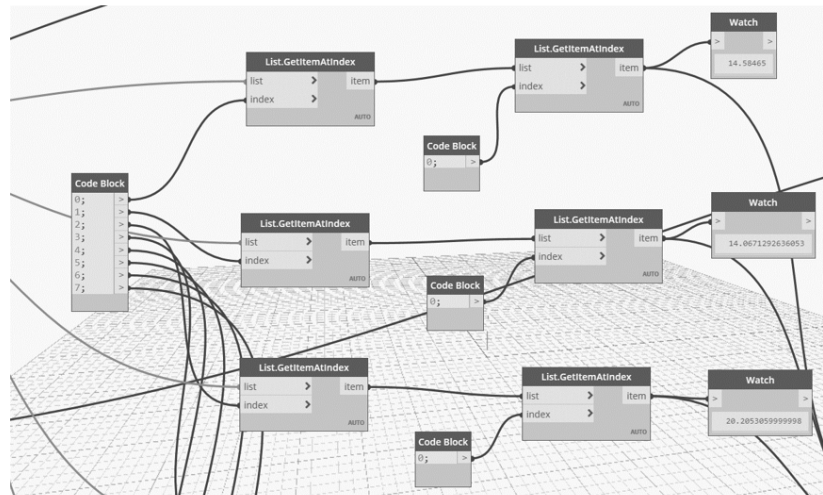 List.GetItemAtIndex
list > item
index >
AUTO
List.GetItemAtIndex
list > item
index >
AUTO
Watch
> >
14.58465
Code Block
0; >
Code Block
0; >
1; >
2; >
3; >
4; >
5; >
6; >
7; >
List.GetItemAtIndex
list > item
index >
AUTO
List.GetItemAtIndex
list > item
index >
AUTO
Watch
> >
14.0671292636053
Code Block
0; >
List.GetItemAtIndex
list > item
index >
AUTO
List.GetItemAtIndex
list > item
index >
AUTO
Watch
> >
20.2053059999998
Code Block
0; >